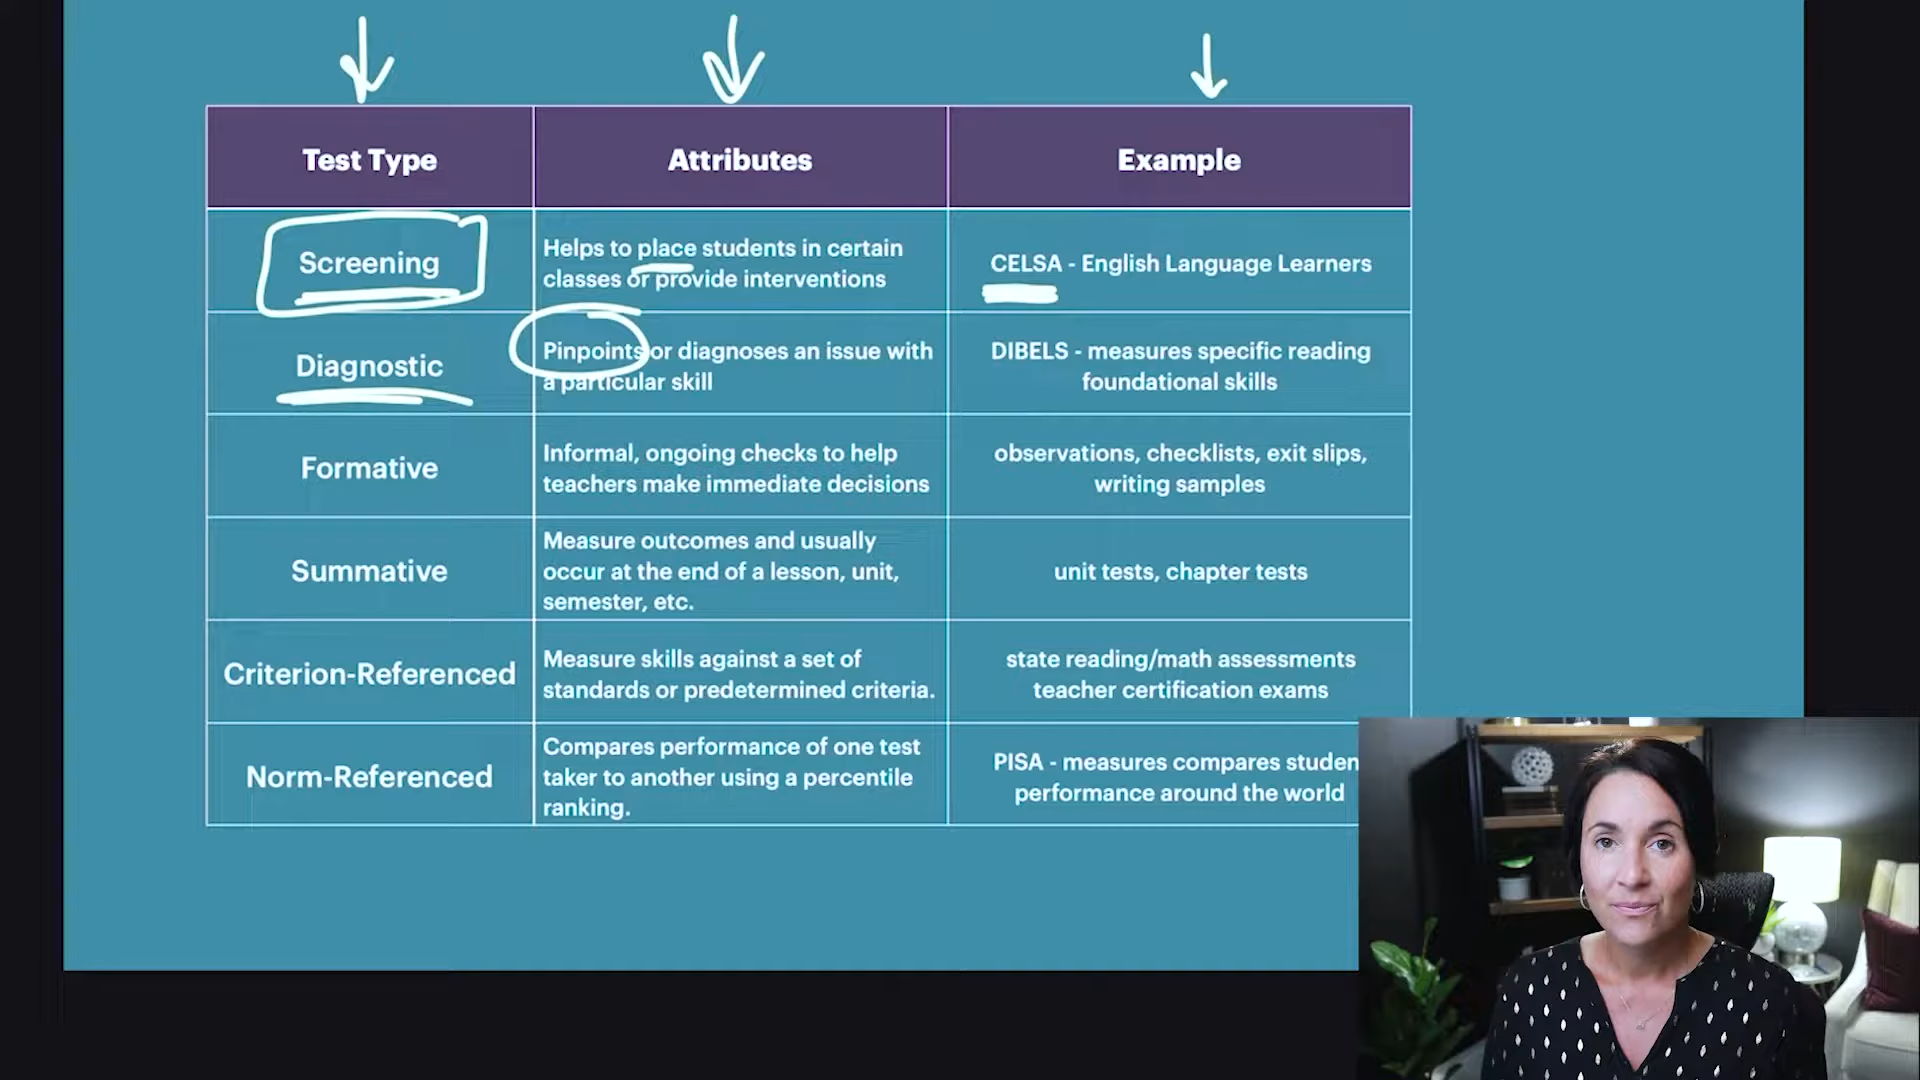 Test Type
Attributes
Example
Screening
Helps to place students in certain
classes or provide interventions
CELSA - English Language Learners
Diagnostic
Pinpoints or diagnoses an issue with
a particular skill
DIBELS - measures specific reading
foundational skills
Formative
Informal, ongoing checks to help
teachers make immediate decisions
observations, checklists, exit slips,
writing samples
Summative
Measure outcomes and usually
occur at the end of a lesson, unit,
semester, etc.
unit tests, chapter tests
Criterion-Referenced
Measure skills against a set of
standards or predetermined criteria.
state reading/math assessments
teacher certification exams
Norm-Referenced
Compares performance of one test
taker to another using a percentile
ranking.
PISA - measures compares studen
performance around the world